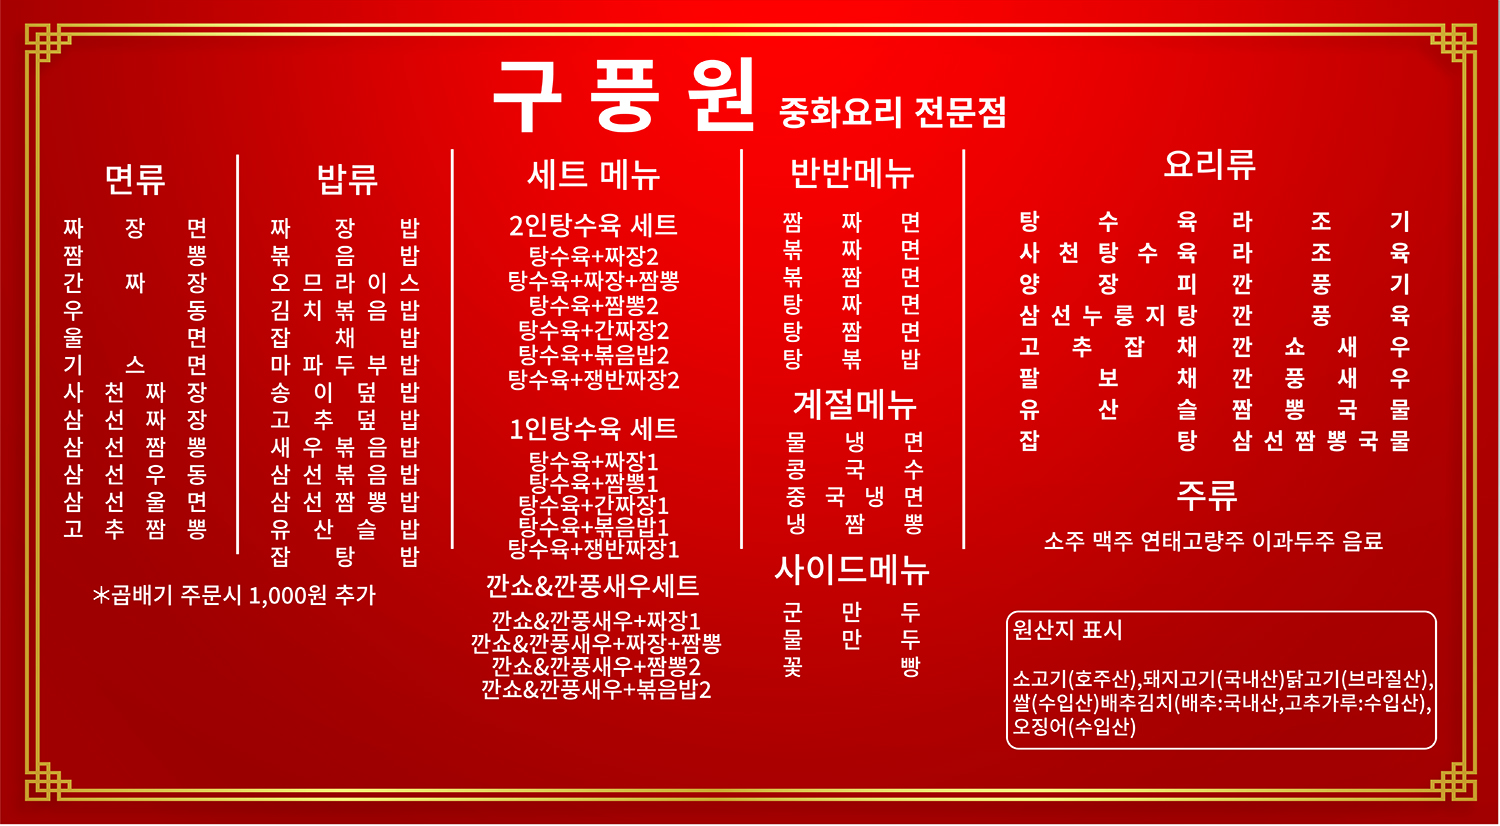 구풍원 중화요리 전문점
면류
짜장면
짬뽕
간짜장
우동
울면
기스면
사천짜장
삼선짜장
삼선짬뽕
삼선우동
삼선울면
고추짬뽕
밥류
짜장밥
볶음밥
오므라이스
김치볶음밥
잡채밥
마파두부밥
송이덮밥
고추덮밥
새우볶음밥
삼선볶음밥
삼선짬뽕밥
유산슬밥
잡탕밥
*곱배기 주문시 1,000원 추가
세트 메뉴
2인탕수육 세트
탕수육+짜장2
탕수육+짜장+짬뽕
탕수육+짬뽕2
탕수육+간짜장2
탕수육+볶음밥2
탕수육+쟁반짜장2
1인탕수육 세트
탕수육+짜장1
탕수육+짬뽕1
탕수육+간짜장1
탕수육+볶음밥1
탕수육+쟁반짜장1
깐쇼&깐풍새우세트
깐쇼&깐풍새우+짜장1
깐쇼&깐풍새우+짜장+짬뽕
깐쇼&깐풍새우+짬뽕2
깐쇼&깐풍새우+볶음밥2
반반메뉴
짬짜면
볶짜면
볶짬면
탕짜면
탕짬면
탕볶밥
계절메뉴
물냉면
콩국수
중국냉면
냉짬뽕
사이드메뉴
군만두
물만두
꽃빵
요리류
탕수육
사천탕수육
양장피
삼선누룽지탕
고추잡채
팔보채
유산슬
잡탕
라조기
라조육
깐풍기
깐풍육
깐쇼새우
깐풍새우
짬뽕국물
삼선짬뽕국물
주류
소주 맥주 연태고량주 이과두주 음료
원산지 표시
소고기(호주산),돼지고기(국내산)닭고기(브라질산),
쌀(수입산)배추김치(배추:국내산,고추가루:수입산),
오징어(수입산)